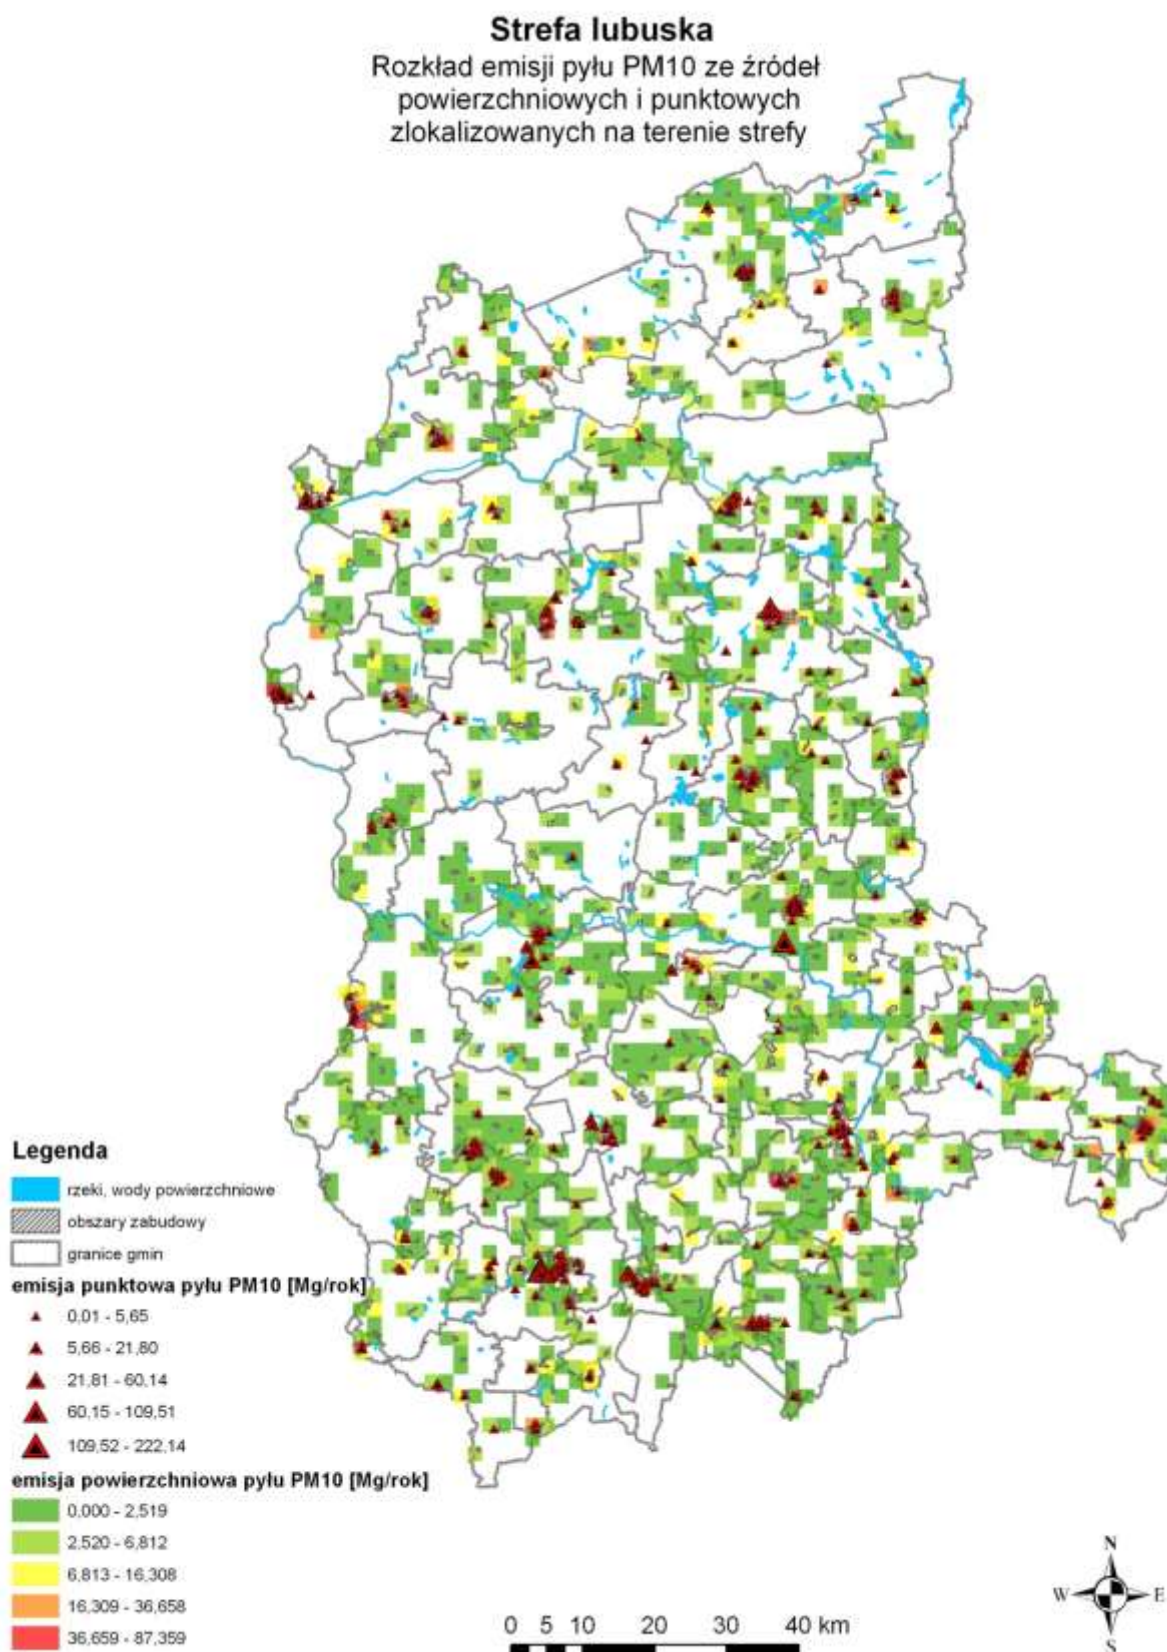 Strefa lubuska
Rozkład emisji pyłu PM10 ze źródeł
powierzchniowych i punktowych
zlokalizowanych na terenie strefy
Legenda
rzeki, wody powierzchniowe
obszary zabudowy
granice gmin
emisja punktowa pyłu PM10 [Mg/rok]
0,01 - 5,65
5,66 - 21,80
21,81 - 60,14
60,15 - 109,51
109,52 - 222,14
emisja powierzchniowa pyłu PM10 [Mg/rok]
0,000 - 2,519
2,520 - 6,812
6,813 - 16,308
16,309 - 36,658
36,659 - 87,359
N
W E
S
0 5 10 20 30 40 km